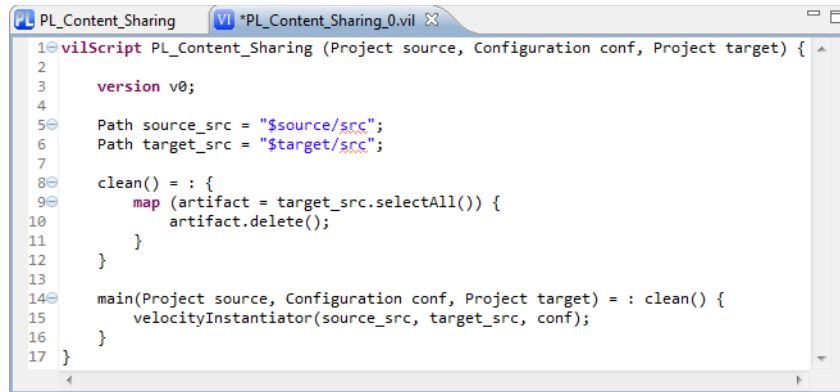 PL PL_Content_Sharing VI *PL_Content_Sharing_0.vil
1 vilScript PL_Content_Sharing (Project source, Configuration conf, Project target) {
2
3     version v0;
4
5     Path source_src = "$source/src";
6     Path target_src = "$target/src";
7
8     clean() = : {
9         map (artifact = target_src.selectAll()) {
10             artifact.delete();
11         }
12     }
13
14     main(Project source, Configuration conf, Project target) = : clean() {
15         velocityInstantiator(source_src, target_src, conf);
16     }
17 }